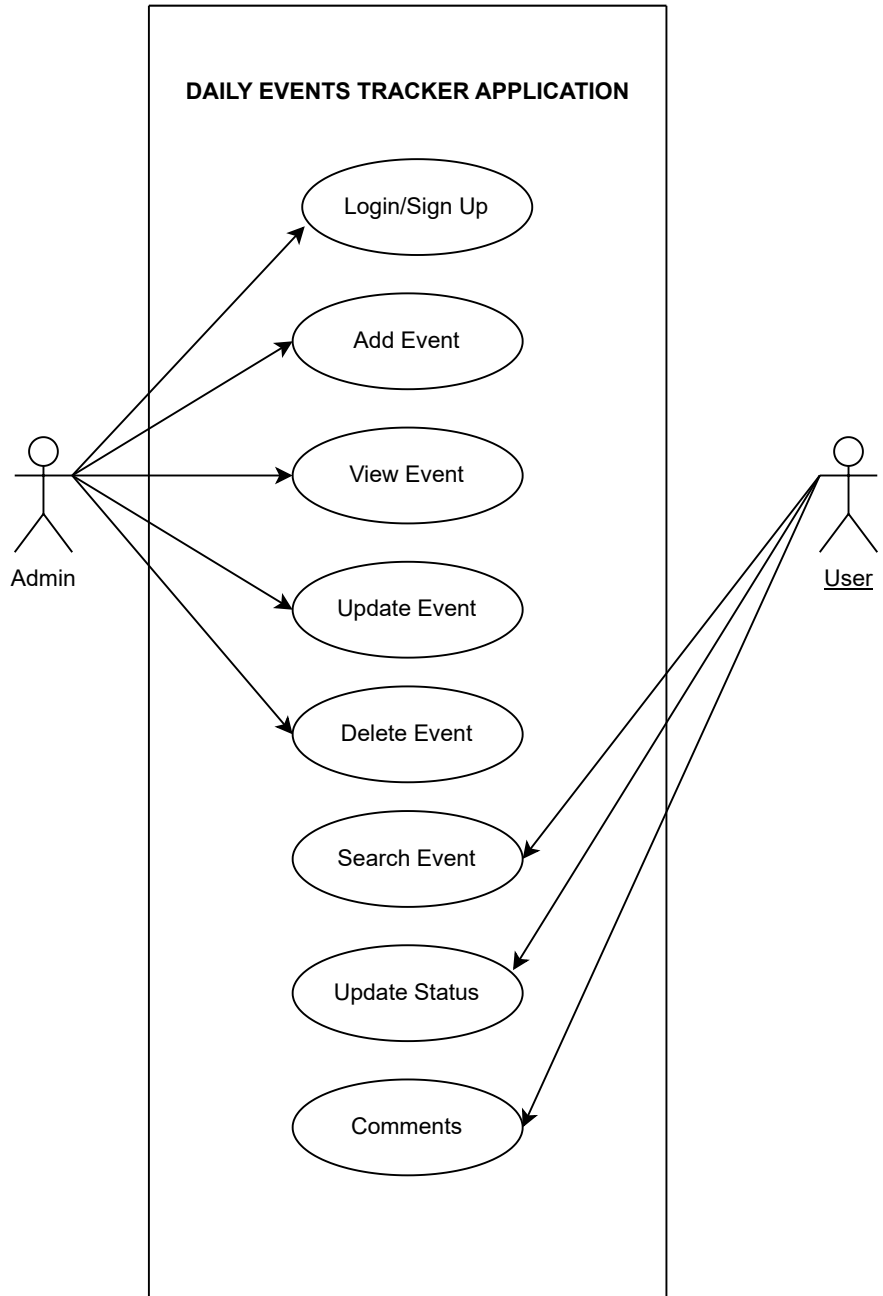 DAILY EVENTS TRACKER APPLICATION
Login/Sign Up
Add Event
View Event
Admin
User
Update Event
Delete Event
Search Event
Update Status
Comments